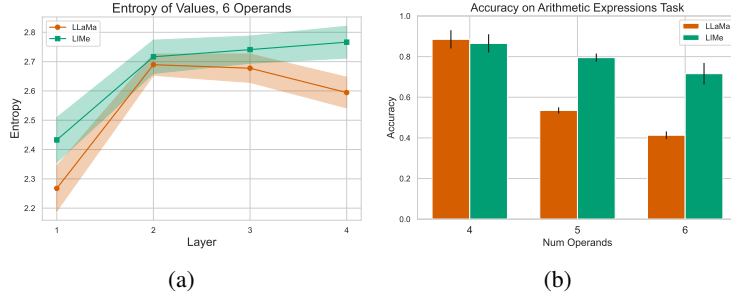 Entropy of Values, 6 Operands
LLaMa
LIMe
2.8
2.7
2.6
2.5
2.4
2.3
2.2
Entropy
1 2 3 4
Layer
(a)
Accuracy on Arithmetic Expressions Task
LLaMa
LIMe
1.0
0.8
0.6
0.4
0.2
0.0
Accuracy
4 5 6
Num Operands
(b)